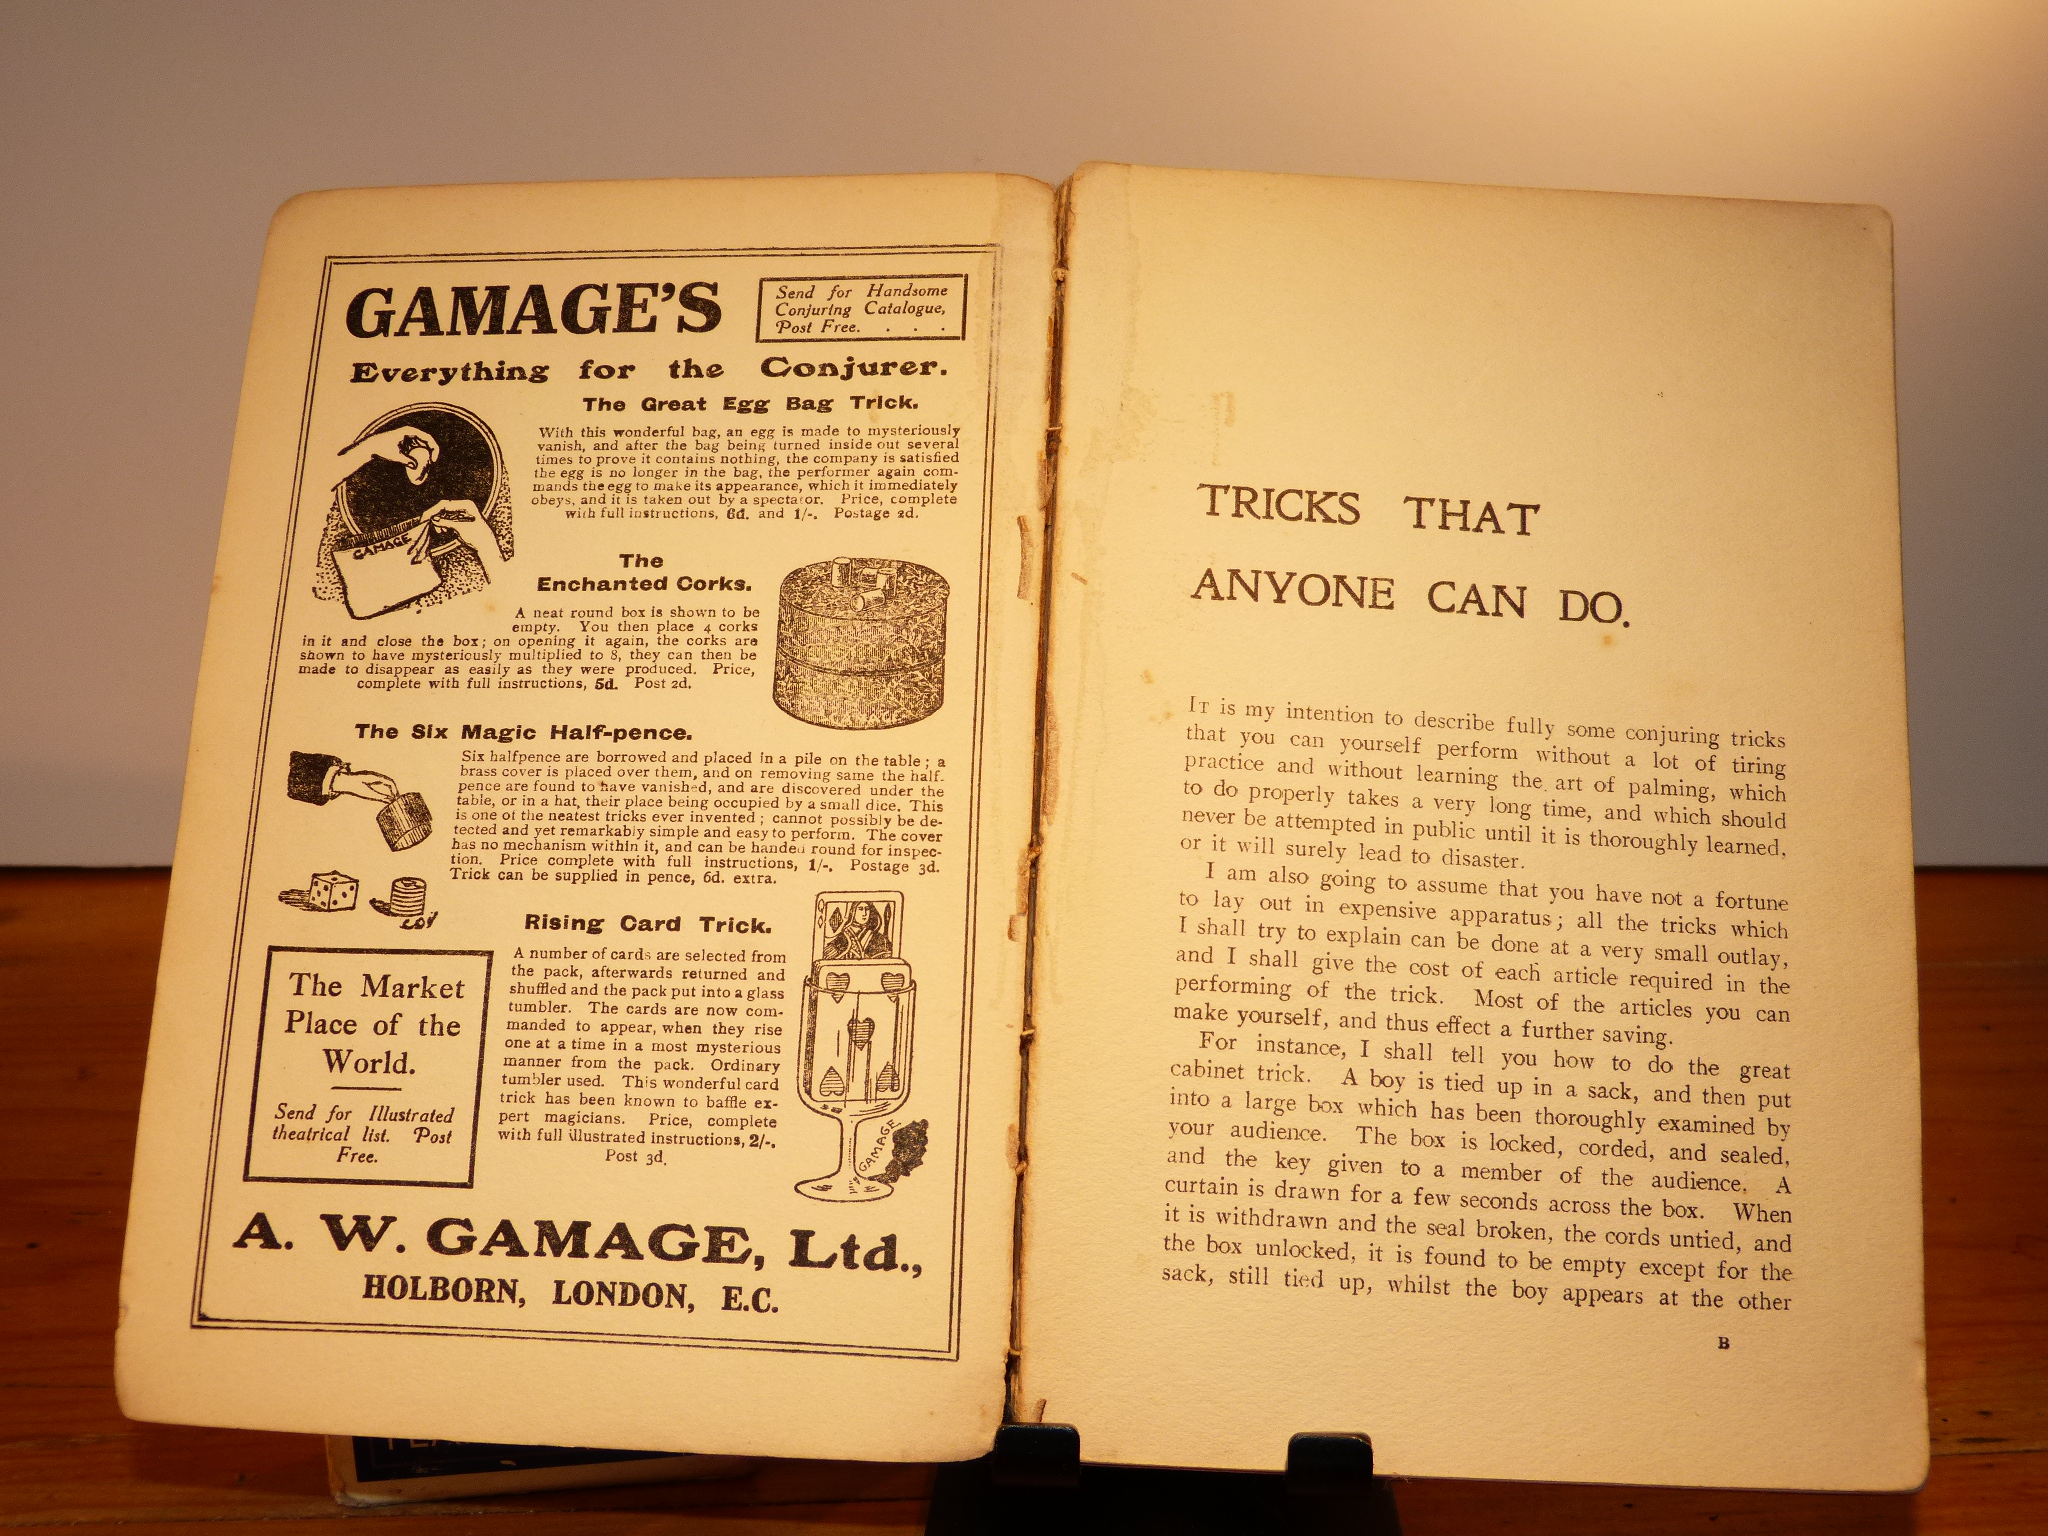 GAMAGE'S
Send for Handsome
Conjuring Catalogue,
Post Free. . . .
Everything for the Conjurer.
The Great Egg Bag Trick.
With this wonderful bag, an egg is made to mysteriously
vanish, and after the bag being turned inside out several
times to prove it contains nothing, the company is satisfied
the egg is no longer in the bag, the performer again com-
mands the egg to make its appearance, which it immediately
obeys, and it is taken out by a spectator. Price, complete
with full instructions, 6d. and 1/-. Postage 2d.
GAMAGE
The
Enchanted Corks.
A neat round box is shown to be
empty. You then place 4 corks
in it and close the box; on opening it again, the corks are
shown to have mysteriously multiplied to 8, they can then be
made to disappear as easily as they were produced. Price,
complete with full instructions, 5d. Post 2d.
The Six Magic Half-pence.
Six halfpence are borrowed and placed in a pile on the table; a
brass cover is placed over them, and on removing same the half-
pence are found to have vanished, and are discovered under the
table, or in a hat, their place being occupied by a small dice. This
is one of the neatest tricks ever invented; cannot possibly be de-
tected and yet remarkably simple and easy to perform. The cover
has no mechanism within it, and can be handed round for inspec-
tion. Price complete with full instructions, 1/-. Postage 3d.
Trick can be supplied in pence, 6d. extra.
Rising Card Trick.
A number of cards are selected from
the pack, afterwards returned and
shuffled and the pack put into a glass
tumbler. The cards are now com-
manded to appear, when they rise
one at a time in a most mysterious
manner from the pack. Ordinary
tumbler used. This wonderful card
trick has been known to baffle ex-
pert magicians. Price, complete
with full illustrated instructions, 2/-.
Post 3d.
GAMAGE
The Market
Place of the
World.
Send for Illustrated
theatrical list. Post
Free.
A. W. GAMAGE, Ltd.,
HOLBORN, LONDON, E.C.
TRICKS THAT
ANYONE CAN DO.
IT is my intention to describe fully some conjuring tricks
that you can yourself perform without a lot of tiring
practice and without learning the art of palming, which
to do properly takes a very long time, and which should
never be attempted in public until it is thoroughly learned,
or it will surely lead to disaster.
I am also going to assume that you have not a fortune
to lay out in expensive apparatus; all the tricks which
I shall try to explain can be done at a very small outlay,
and I shall give the cost of each article required in the
performing of the trick. Most of the articles you can
make yourself, and thus effect a further saving.
For instance, I shall tell you how to do the great
cabinet trick. A boy is tied up in a sack, and then put
into a large box which has been thoroughly examined by
your audience. The box is locked, corded, and sealed,
and the key given to a member of the audience. A
curtain is drawn for a few seconds across the box. When
it is withdrawn and the seal broken, the cords untied, and
the box unlocked, it is found to be empty except for the
sack, still tied up, whilst the boy appears at the other
B